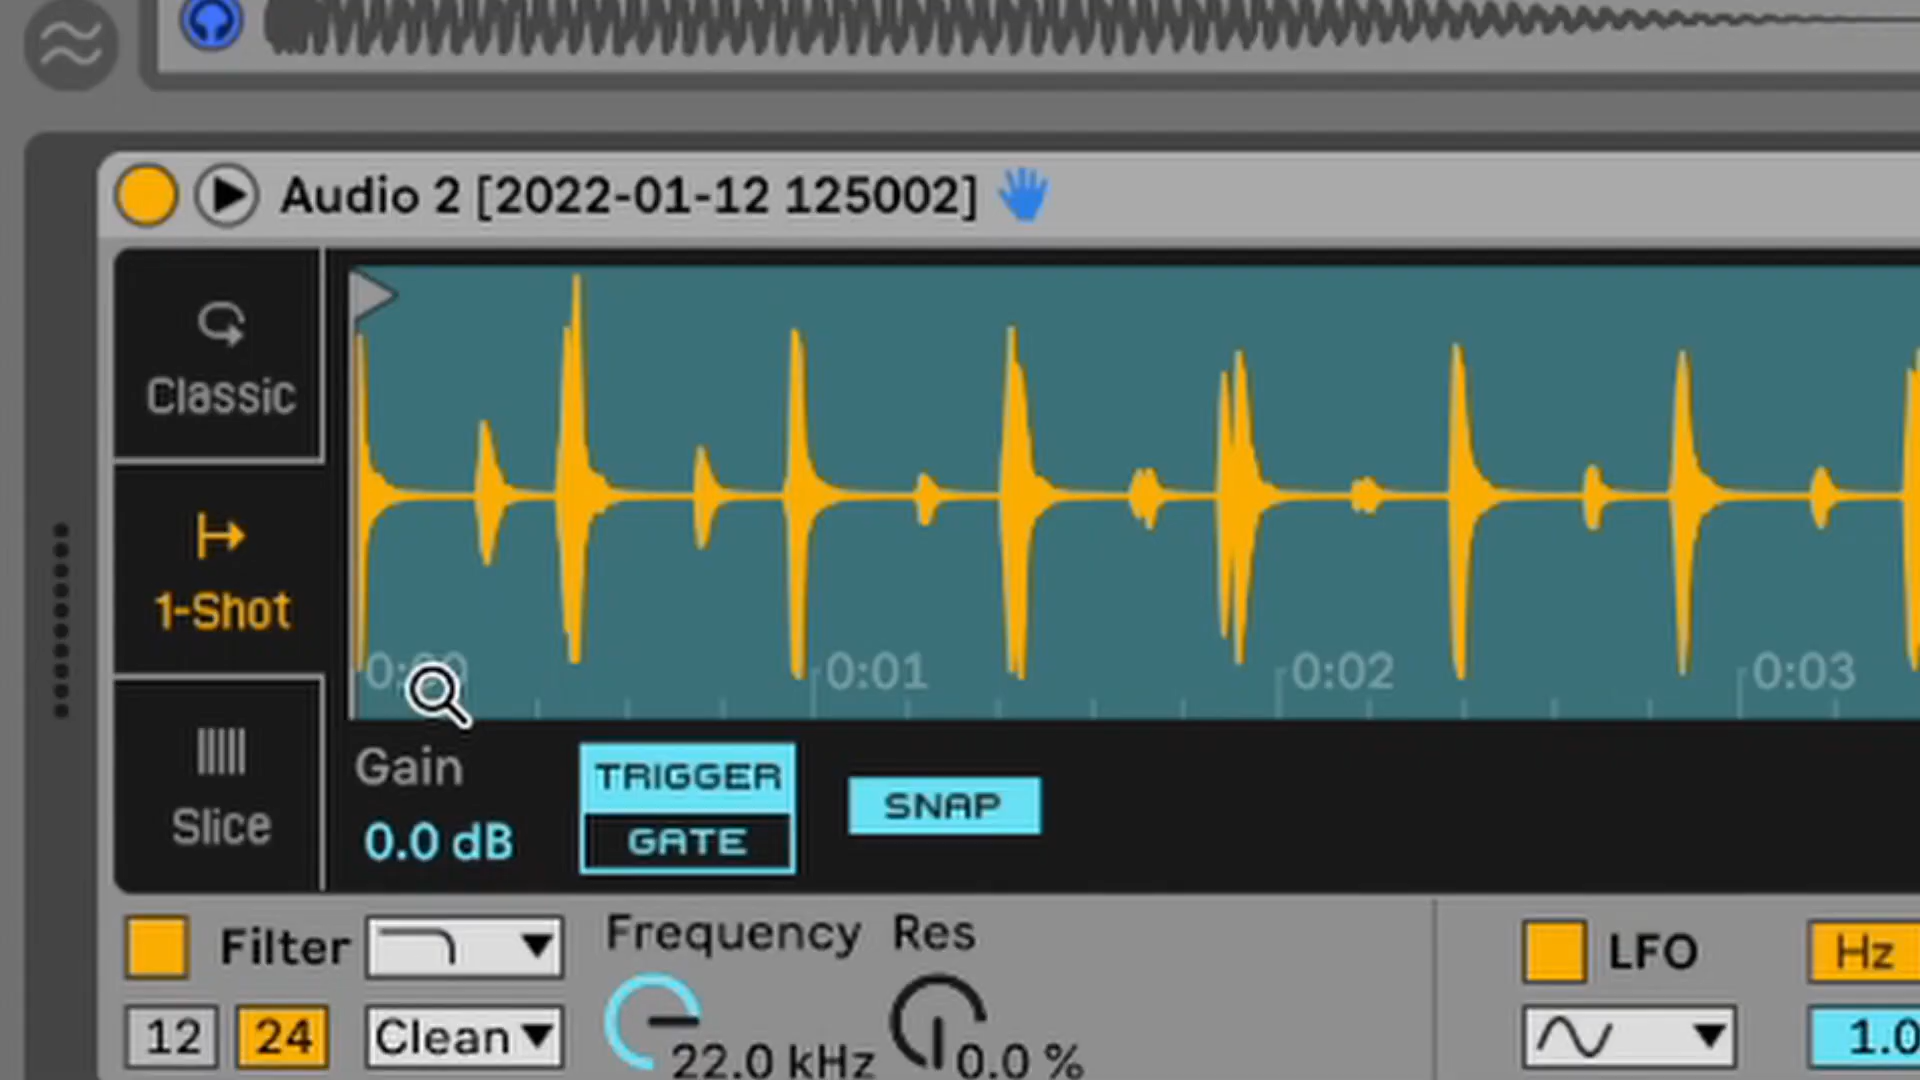 Audio 2 [2022-01-12 125002]
Classic
1-Shot
Slice
0:00
0:01
0:02
0:03
Gain
0.0 dB
TRIGGER
GATE
SNAP
Filter
Frequency
Res
LFO
Hz
12
24
Clean
22.0 kHz
0.0 %
1.0